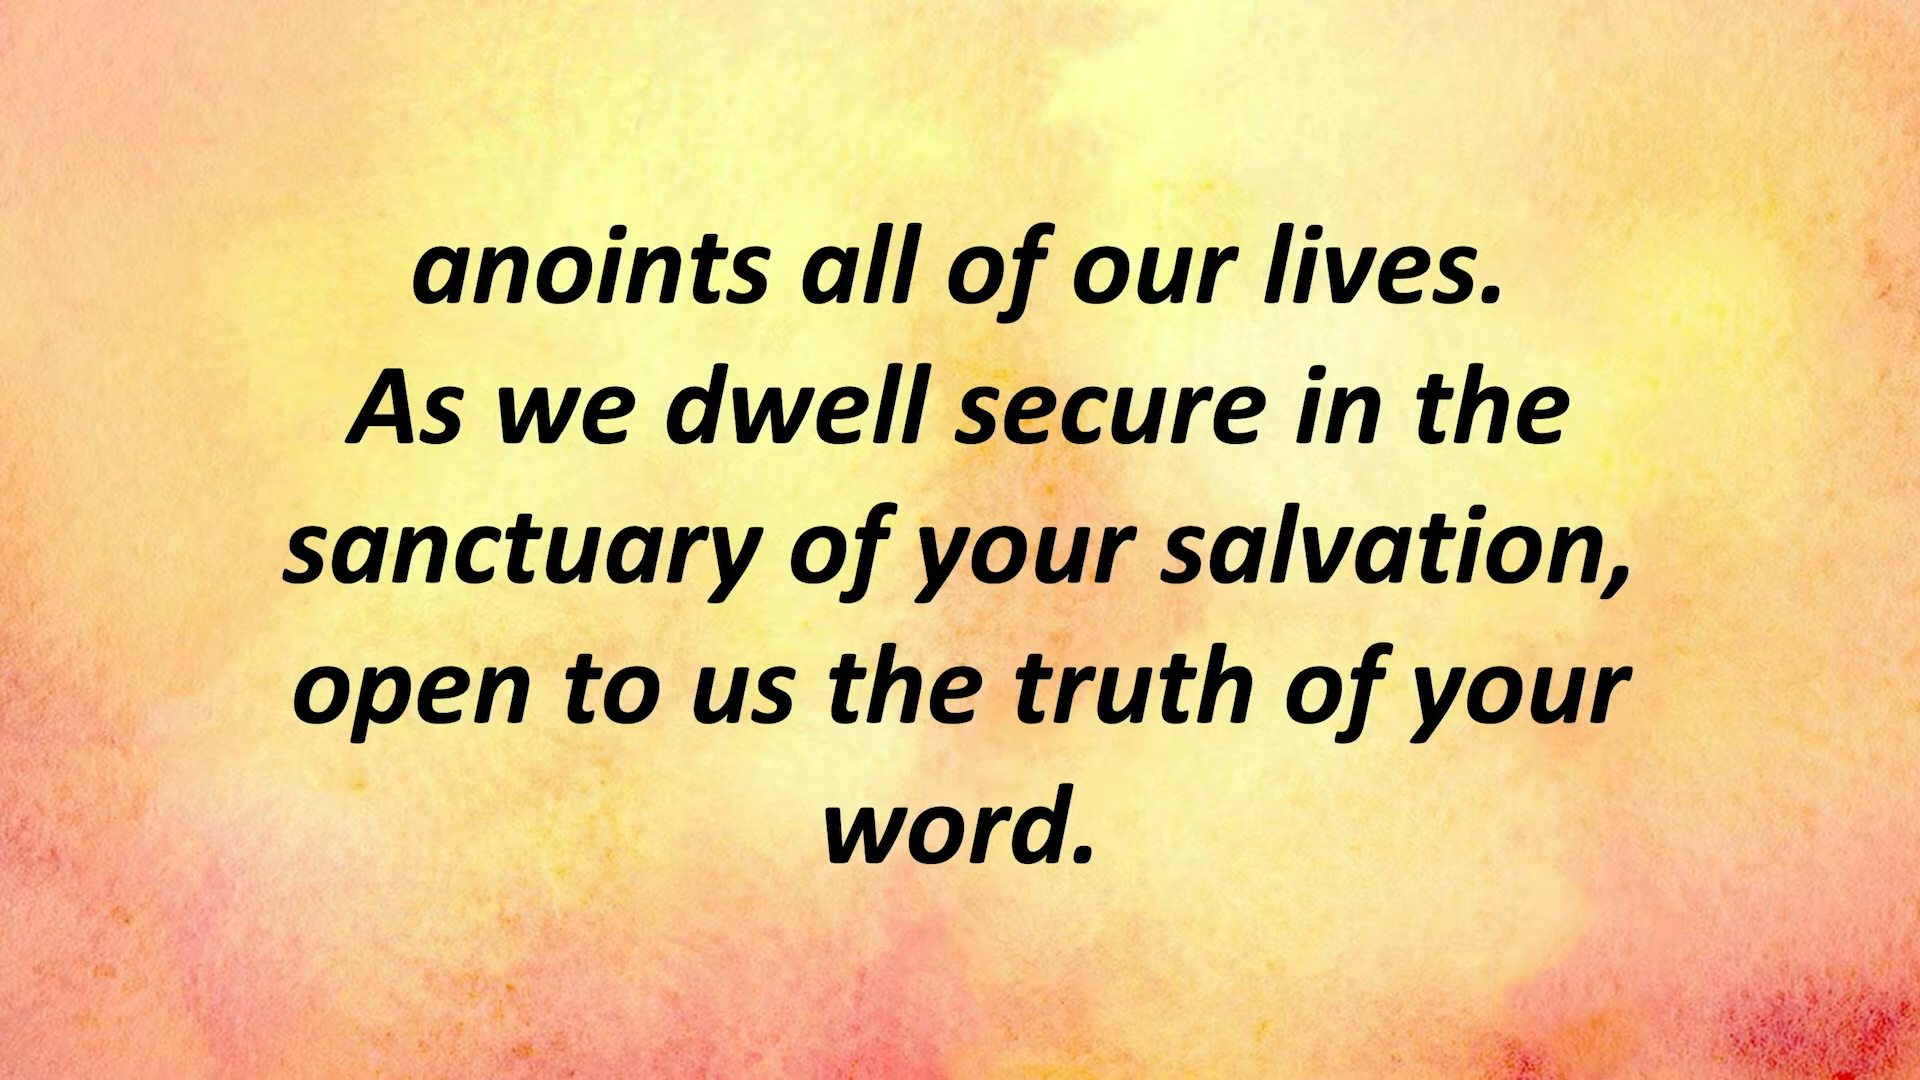 anoints all of our lives.
As we dwell secure in the
sanctuary of your salvation,
open to us the truth of your
word.